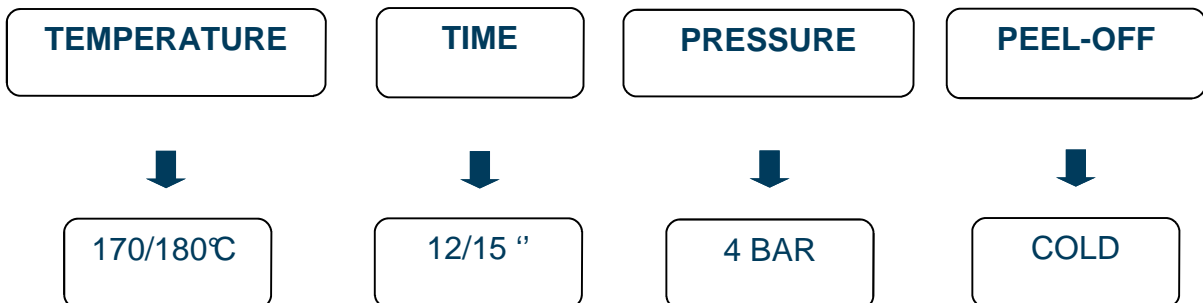 TEMPERATURE
TIME
PRESSURE
PEEL-OFF
170/180°C
12/15 ‘’
4 BAR
COLD